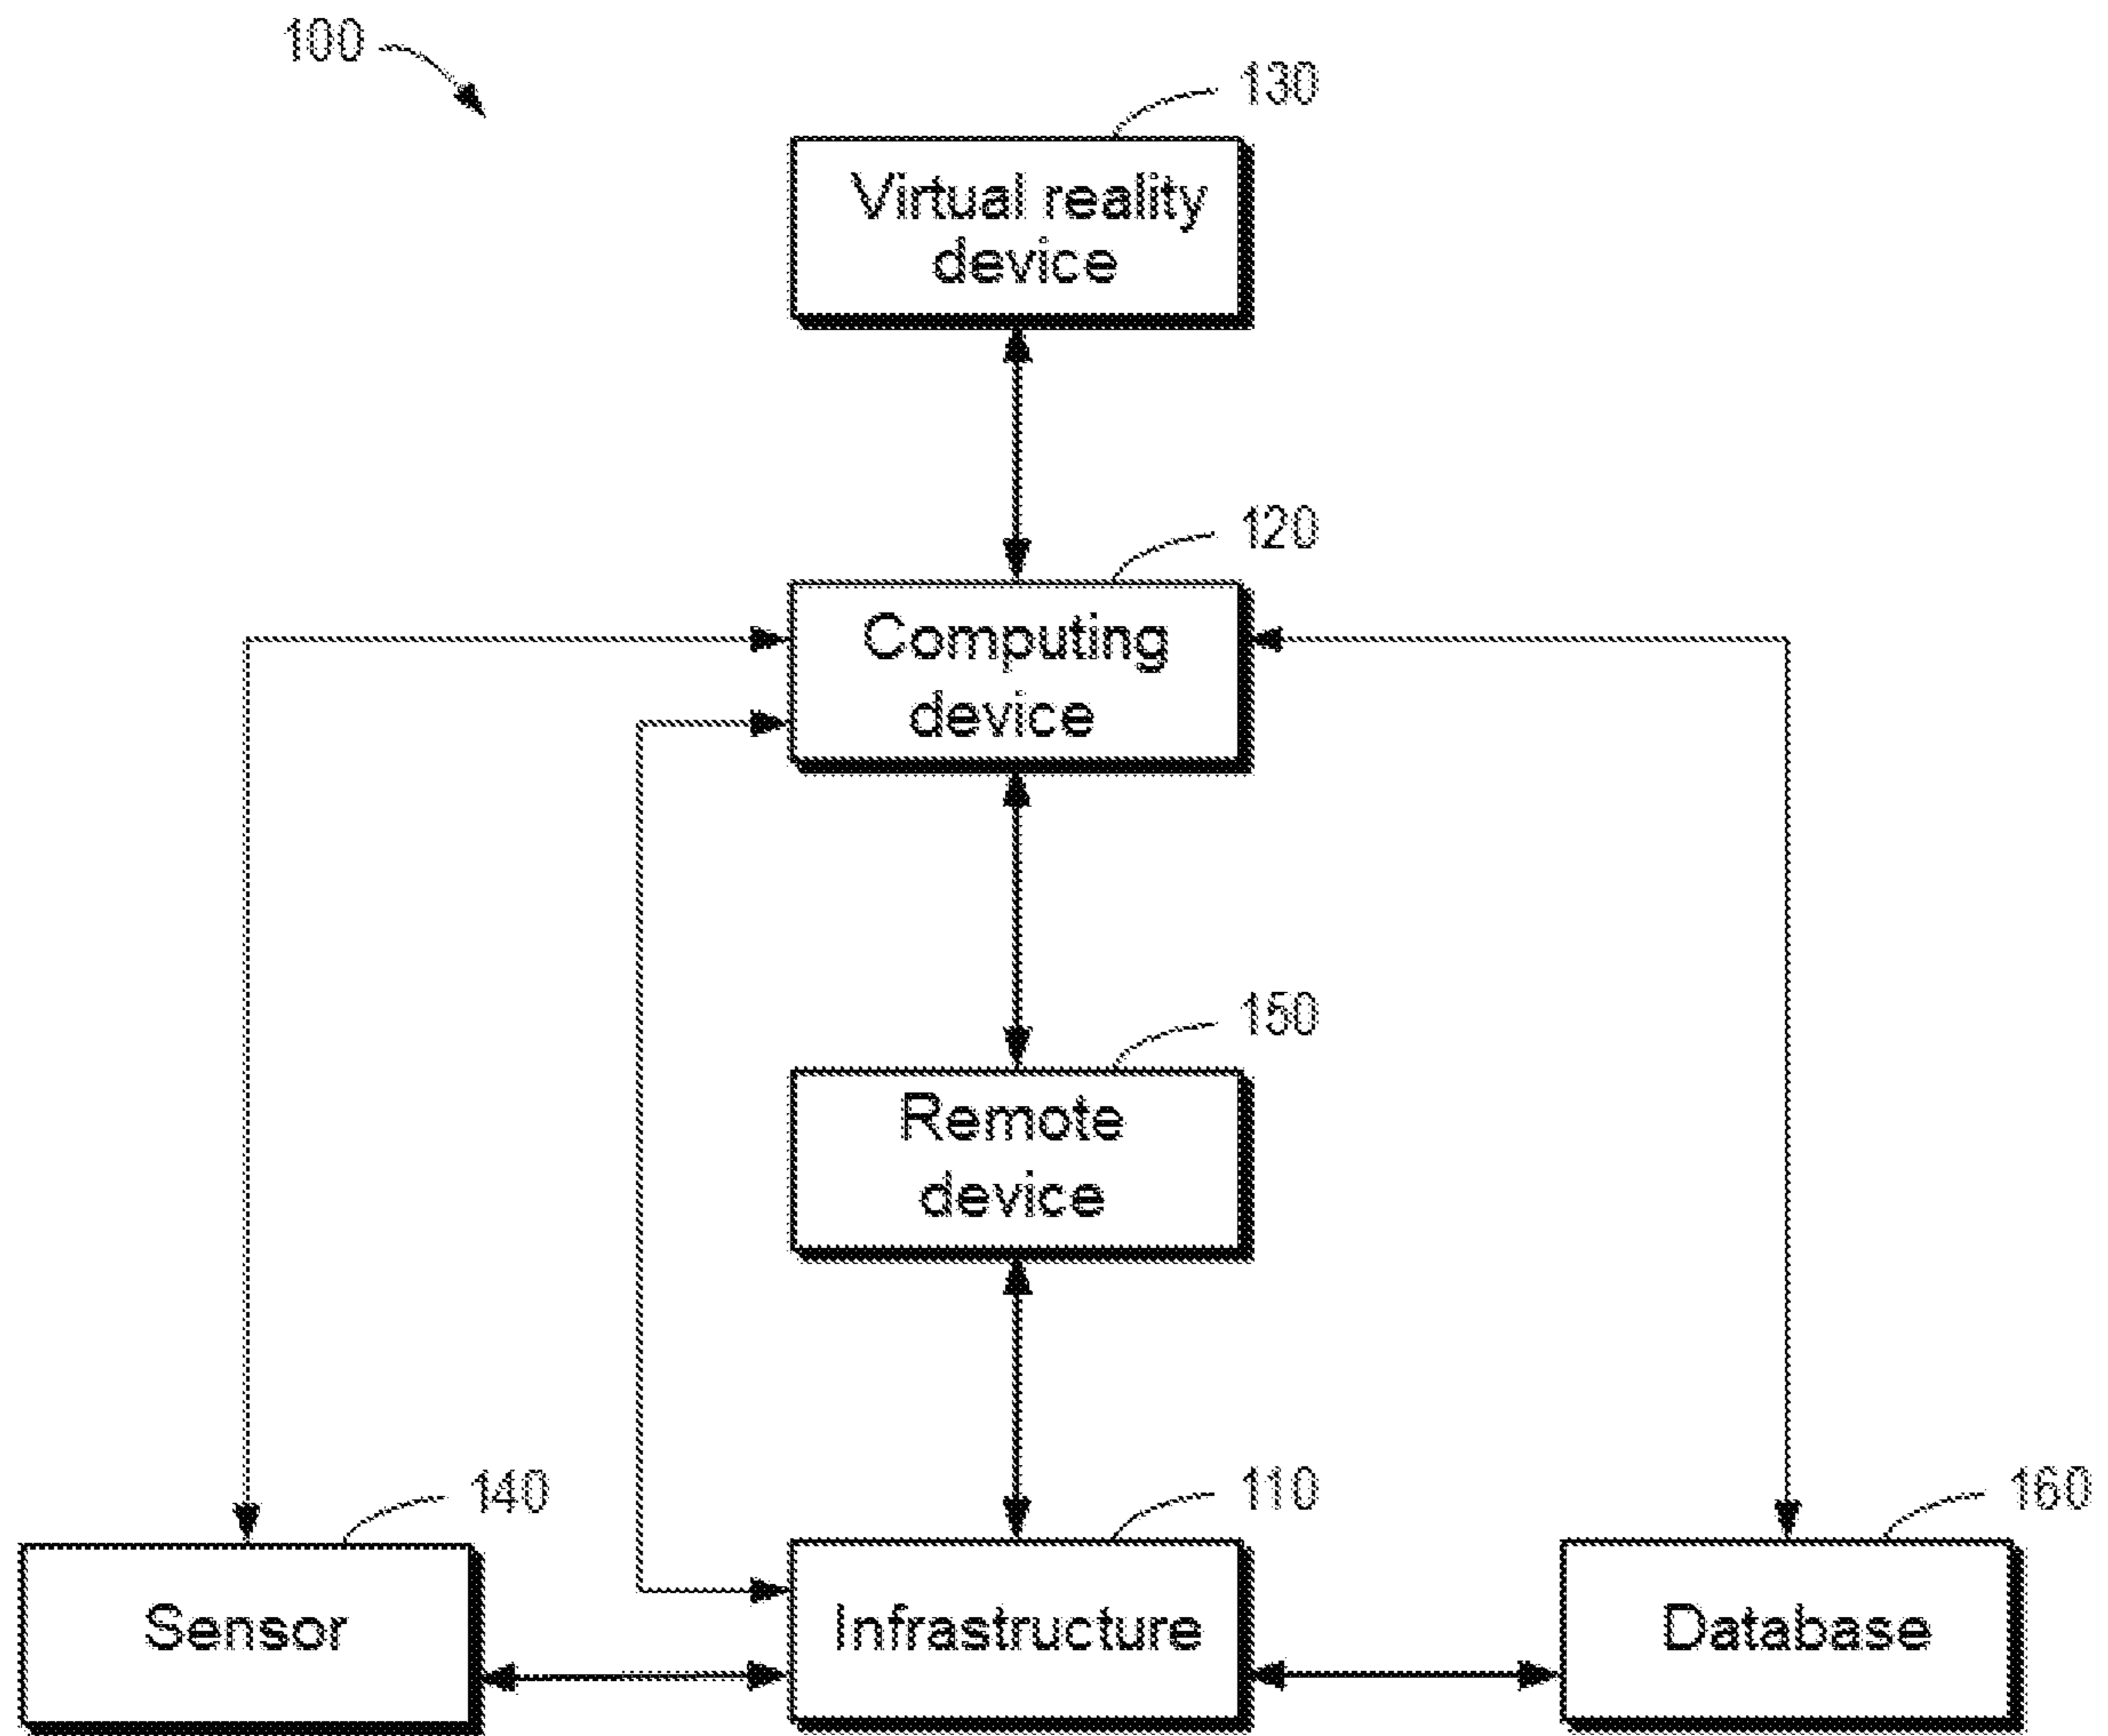 100
130
Virtual reality
device
120
Computing
device
150
Remote
device
140
110
160
Sensor
Infrastructure
Database